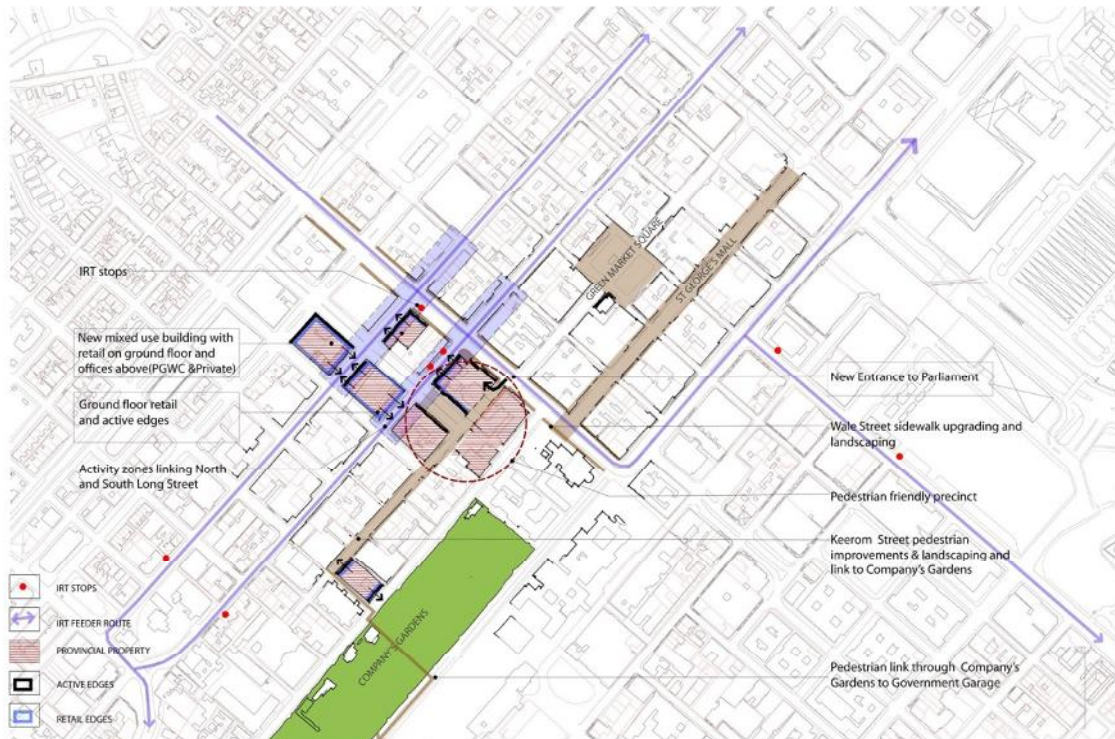 IRT stops
New mixed use building with
retail on ground floor and
offices above(PGWC &Private)
Ground floor retail
and active edges
Activity zones linking North
and South Long Street
GREEN MARKET SQUARE
ST GEORGE'S MALL
COMPANY'S GARDENS
New Entrance to Parliament
Wale Street sidewalk upgrading and
landscaping
Pedestrian friendly precinct
Keerom Street pedestrian
improvements & landscaping and
link to Company's Gardens
Pedestrian link through Company's
Gardens to Government Garage
IRT STOPS
IRT FEEDER ROUTE
PROVINCIAL PROPERTY
ACTIVE EDGES
RETAIL EDGES